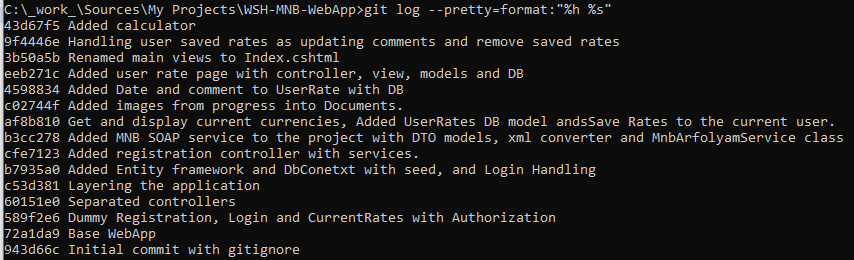 C:\_work_\Sources\My Projects\WSH-MNB-WebApp>git log --pretty=format:"%h %s"
43d67f5 Added calculator
9f4446e Handling user saved rates as updating comments and remove saved rates
3b50a5b Renamed main views to Index.cshtml
eeb271c Added user rate page with controller, view, models and DB
4598834 Added Date and comment to UserRate with DB
c02744f Added images from progress into Documents.
af8b810 Get and display current currencies, Added UserRates DB model andsSave Rates to the current user.
b3cc278 Added MNB SOAP service to the project with DTO models, xml converter and MnbArfolyamService class
cfe7123 Added registration controller with services.
b7935a0 Added Entity framework and DbConetxt with seed, and Login Handling
c53d381 Layering the application
60151e0 Separated controllers
589f2e6 Dummy Registration, Login and CurrentRates with Authorization
72a1da9 Base WebApp
943d66c Initial commit with gitignore